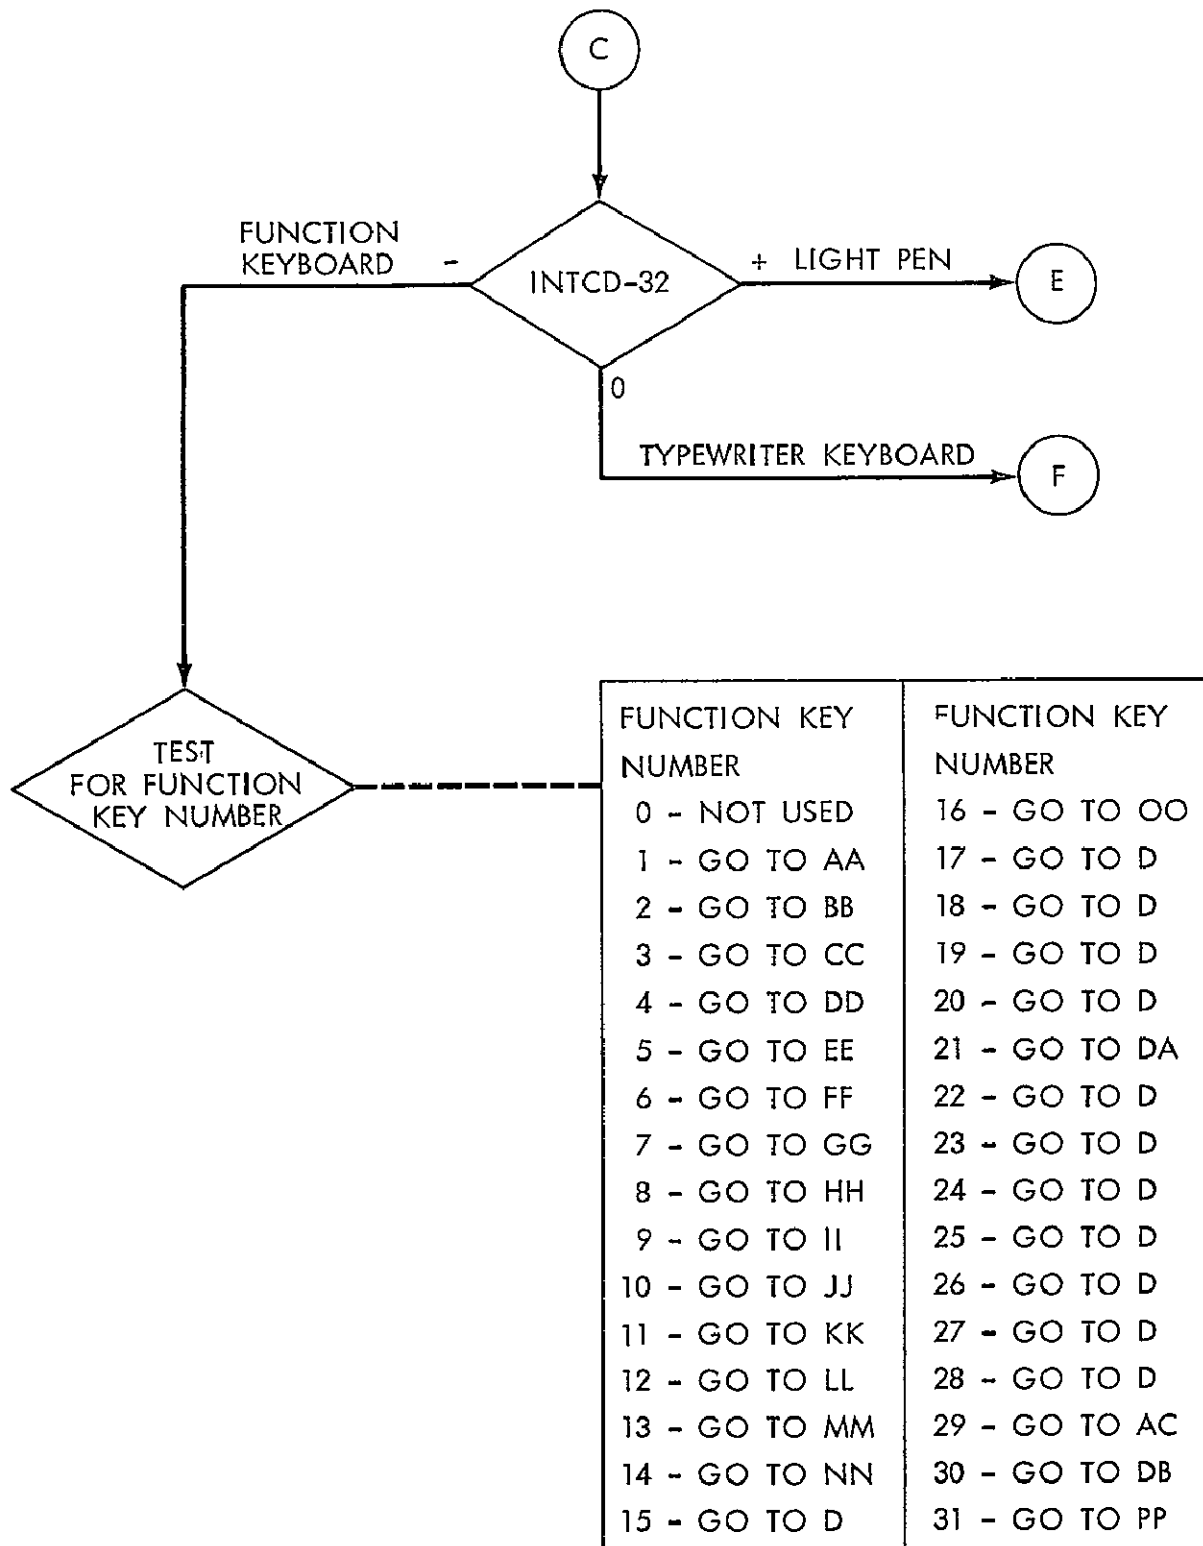 C
FUNCTION
KEYBOARD
-
INTCD-32
+ LIGHT PEN
E
0
TYPEWRITER KEYBOARD
F
TEST
FOR FUNCTION
KEY NUMBER
FUNCTION KEY
NUMBER
0 - NOT USED
1 - GO TO AA
2 - GO TO BB
3 - GO TO CC
4 - GO TO DD
5 - GO TO EE
6 - GO TO FF
7 - GO TO GG
8 - GO TO HH
9 - GO TO II
10 - GO TO JJ
11 - GO TO KK
12 - GO TO LL
13 - GO TO MM
14 - GO TO NN
15 - GO TO D
FUNCTION KEY
NUMBER
16 - GO TO OO
17 - GO TO D
18 - GO TO D
19 - GO TO D
20 - GO TO D
21 - GO TO DA
22 - GO TO D
23 - GO TO D
24 - GO TO D
25 - GO TO D
26 - GO TO D
27 - GO TO D
28 - GO TO D
29 - GO TO AC
30 - GO TO DB
31 - GO TO PP